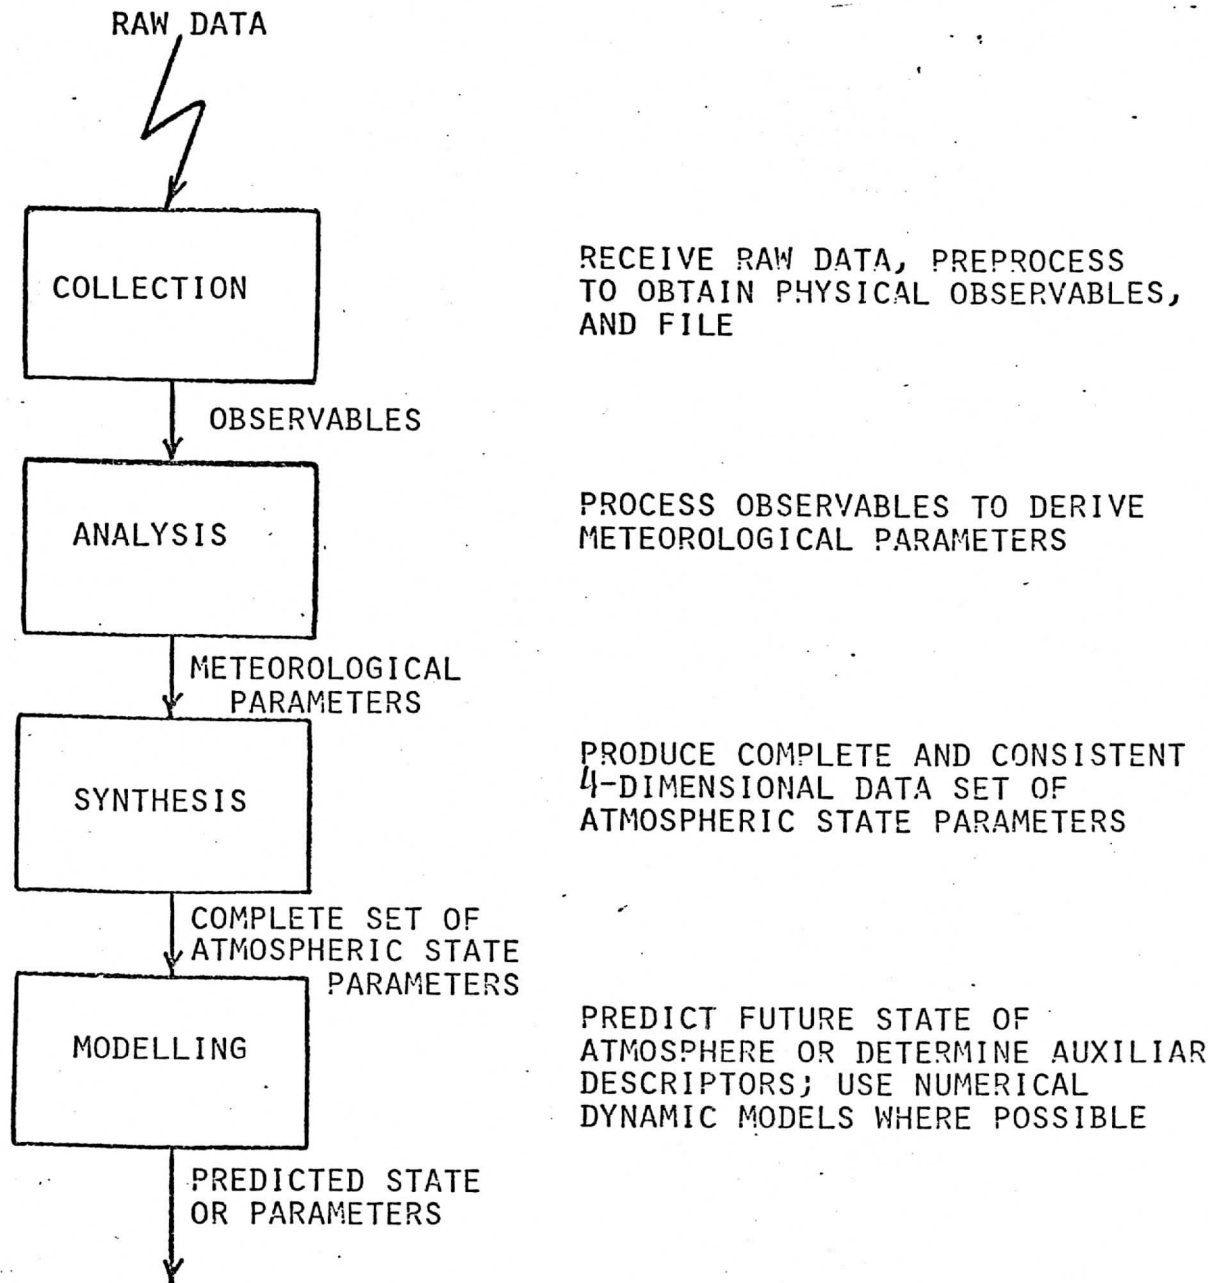 RAW DATA
COLLECTION
RECEIVE RAW DATA, PREPROCESS
TO OBTAIN PHYSICAL OBSERVABLES,
AND FILE
OBSERVABLES
ANALYSIS
PROCESS OBSERVABLES TO DERIVE
METEOROLOGICAL PARAMETERS
METEOROLOGICAL
PARAMETERS
SYNTHESIS
PRODUCE COMPLETE AND CONSISTENT
4-DIMENSIONAL DATA SET OF
ATMOSPHERIC STATE PARAMETERS
COMPLETE SET OF
ATMOSPHERIC STATE
PARAMETERS
MODELLING
PREDICT FUTURE STATE OF
ATMOSPHERE OR DETERMINE AUXILIAR
DESCRIPTORS; USE NUMERICAL
DYNAMIC MODELS WHERE POSSIBLE
PREDICTED STATE
OR PARAMETERS